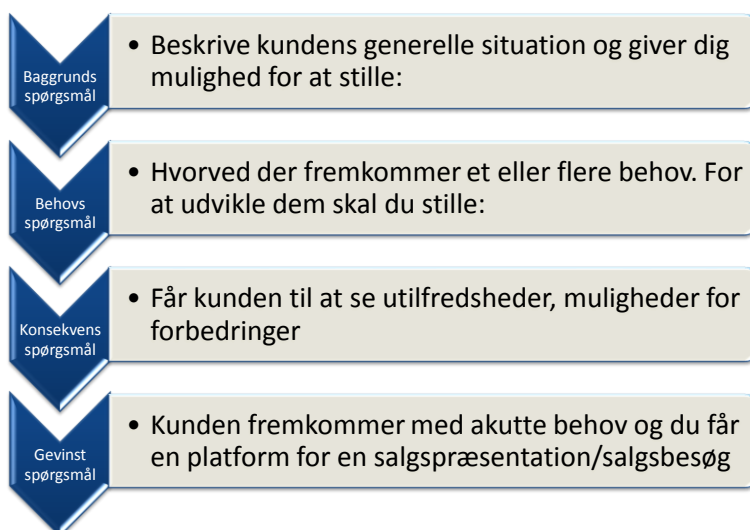 Baggrunds
spørgsmål
• Beskrive kundens generelle situation og giver dig
mulighed for at stille:
Behovs
spørgsmål
• Hvorved der fremkommer et eller flere behov. For
at udvikle dem skal du stille:
Konsekvens
spørgsmål
• Får kunden til at se utilfredsheder, muligheder for
forbedringer
Gevinst
spørgsmål
• Kunden fremkommer med akutte behov og du får
en platform for en salgspræsentation/salgsbesøg